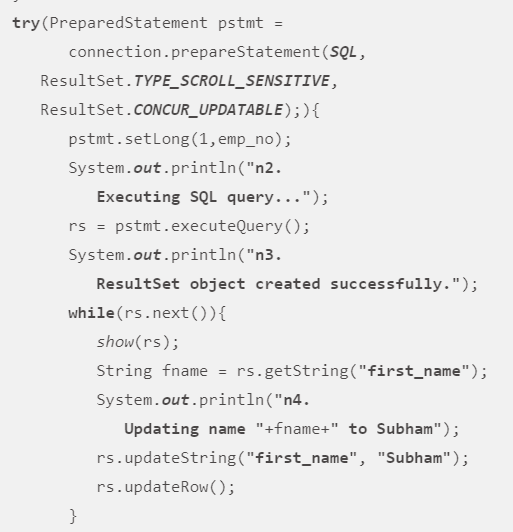 try(PreparedStatement pstmt =
connection.prepareStatement(SQL,
ResultSet.TYPE_SCROLL_SENSITIVE,
ResultSet.CONCUR_UPDATABLE);){
pstmt.setLong(1,emp_no);
System.out.println("n2.
Executing SQL query...");
rs = pstmt.executeQuery();
System.out.println("n3.
ResultSet object created successfully.");
while(rs.next()){
show(rs);
String fname = rs.getString("first_name");
System.out.println("n4.
Updating name "+fname+" to Subham");
rs.updateString("first_name", "Subham");
rs.updateRow();
}